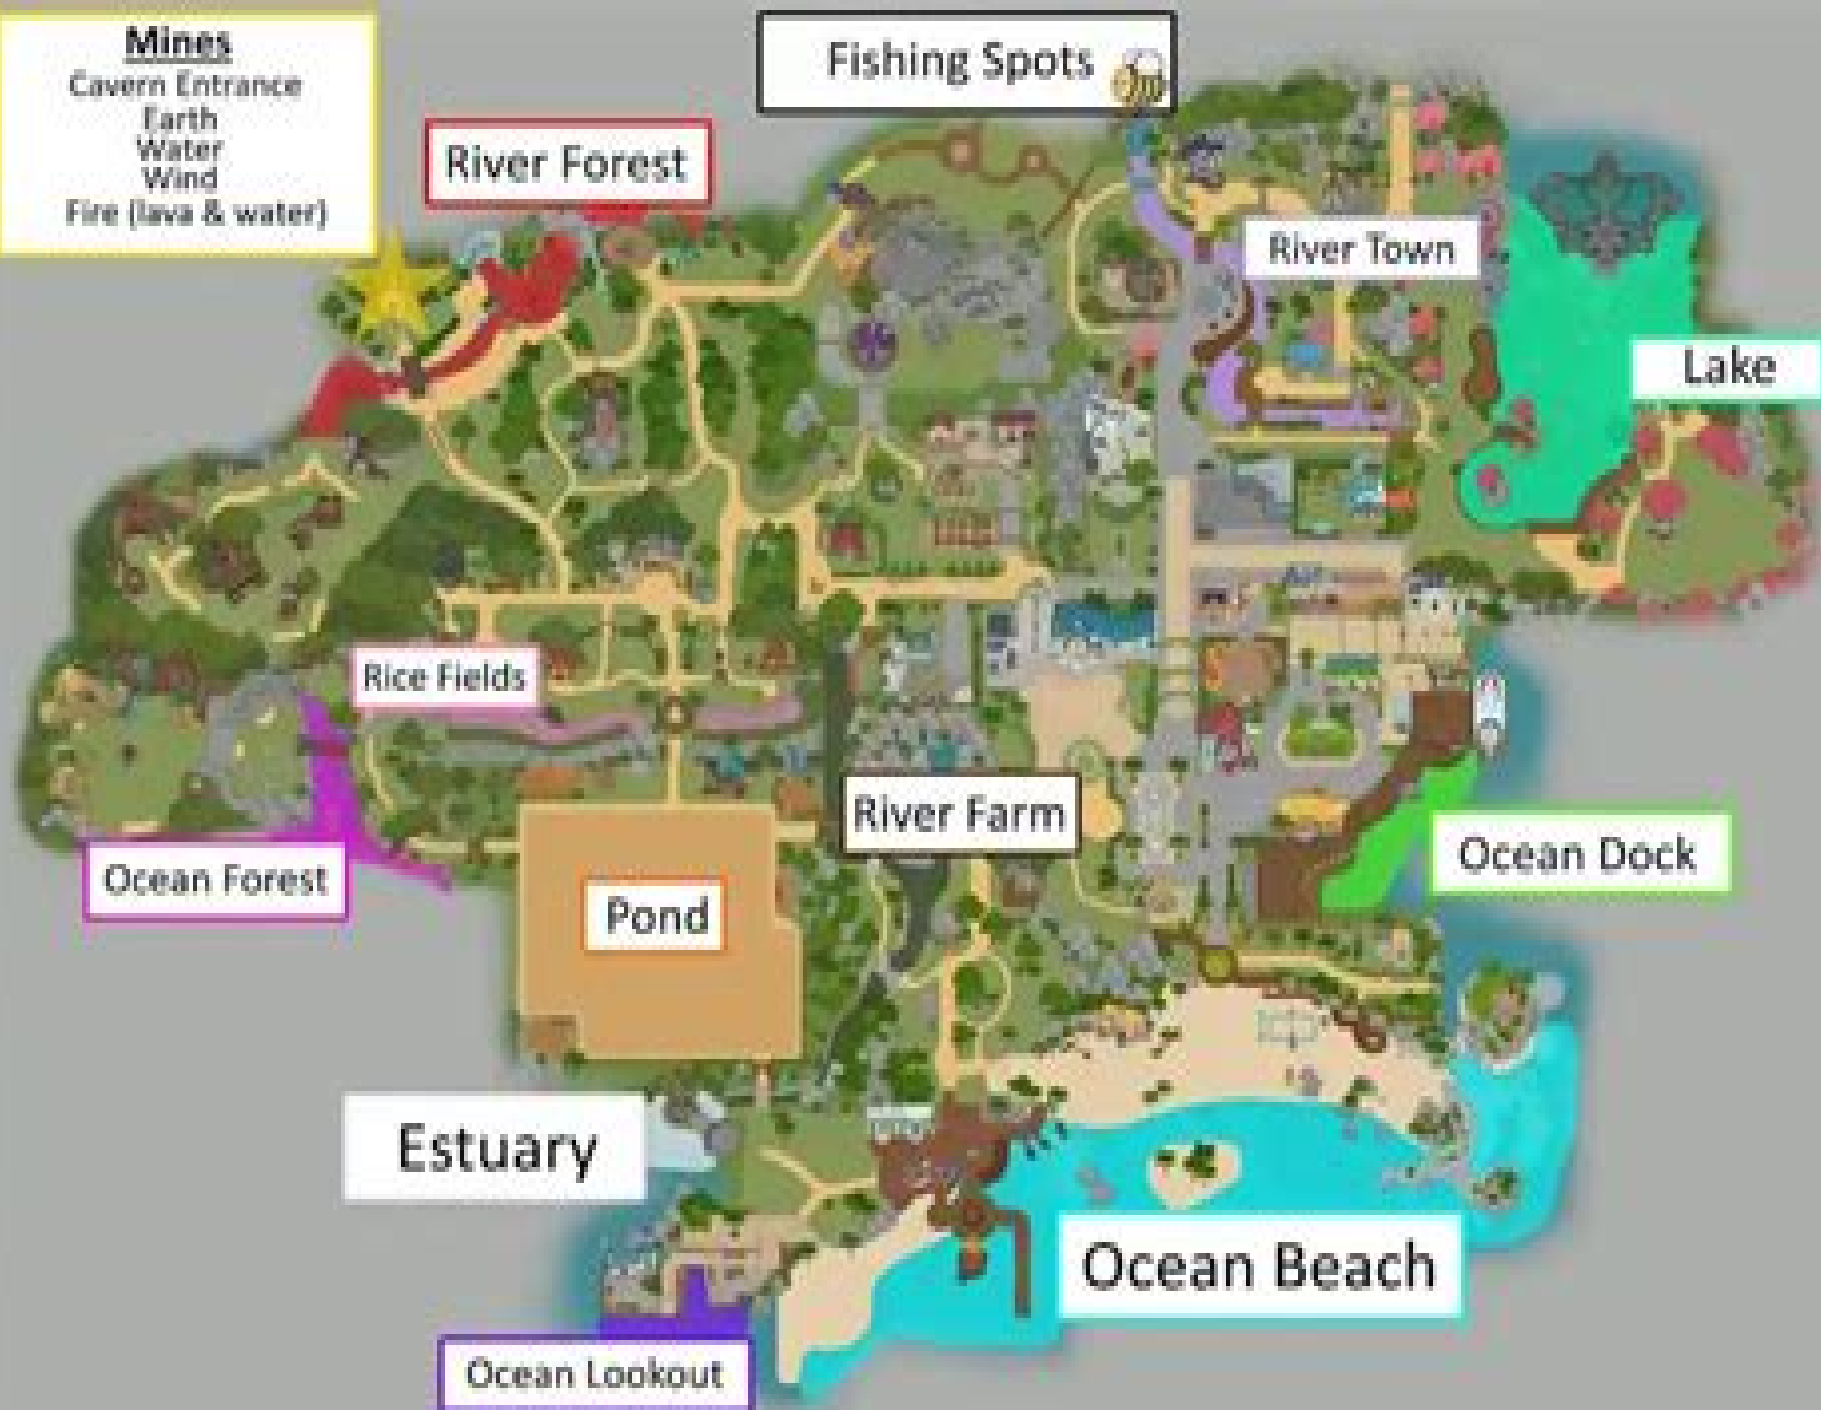 Mines
Cavern Entrance
Earth
Water
Wind
Fire (lava & water)
Fishing Spots
River Forest
River Town
Lake
Rice Fields
River Farm
Ocean Dock
Ocean Forest
Pond
Estuary
Ocean Beach
Ocean Lookout